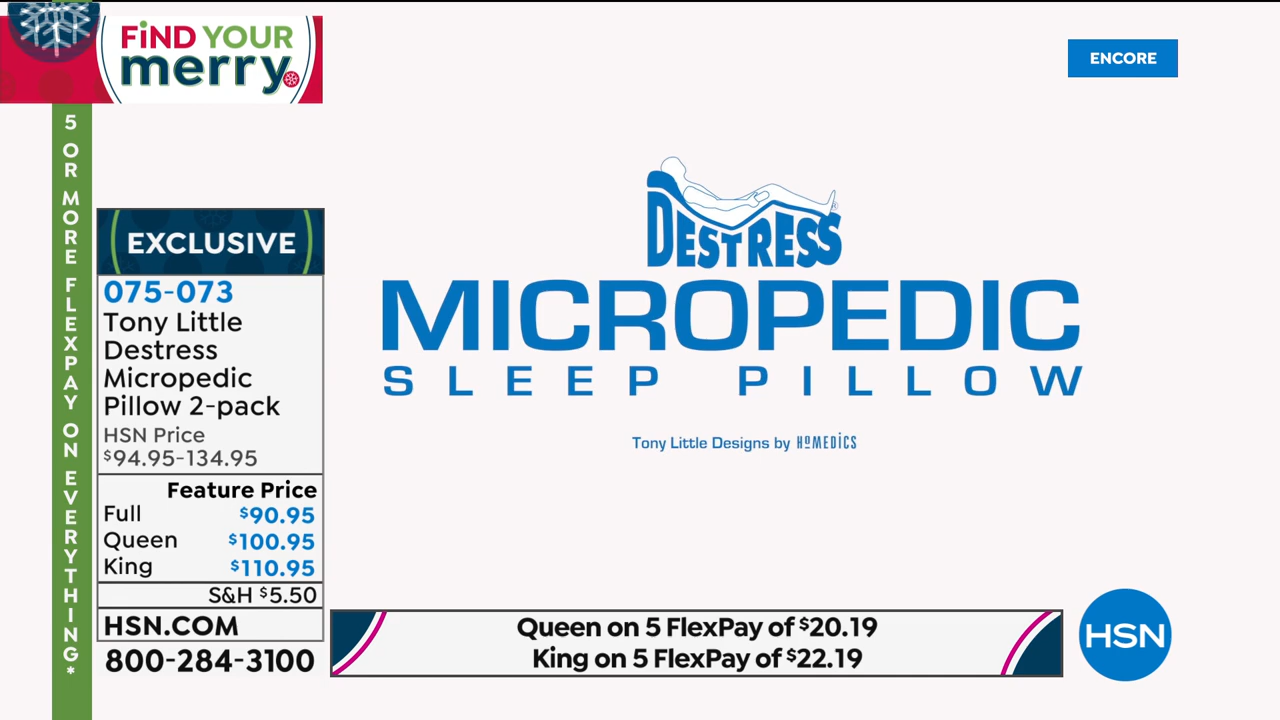 FiND YOUR
merry.
ENCORE
5 OR MORE FLEXPAY ON EVERYTHING*
EXCLUSIVE
075-073
Tony Little
Destress
Micropedic
Pillow 2-pack
HSN Price
$94.95-134.95
Feature Price
Full $90.95
Queen $100.95
King $110.95
S&H $5.50
HSN.COM
800-284-3100
DESTRESS
MICROPEDIC
SLEEP PILLOW
Tony Little Designs by HoMEDiCS
Queen on 5 FlexPay of $20.19
King on 5 FlexPay of $22.19
HSN